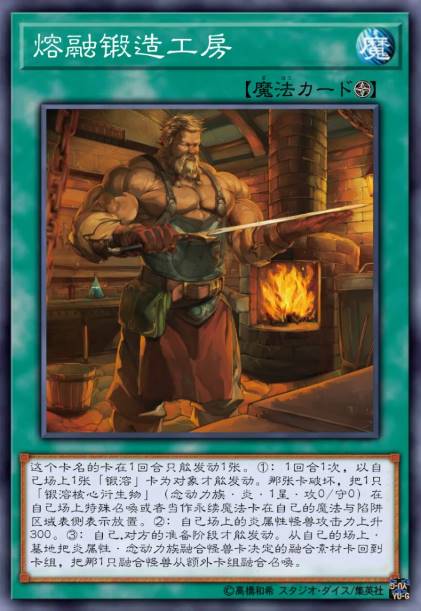 熔融锻造工房
魔
【魔法カード】
这个卡名的卡在1回合只能发动1张。①：1回合1次，以自
己场上1张「锻溶」卡为对象才能发动。那张卡破坏，把1只
「锻溶核心衍生物」（念动力族·炎·1星·攻0/守0）在
自己场上特殊召唤或者当作永续魔法卡在自己的魔法与陷阱
区域表侧表示放置。②：自己场上的炎属性怪兽攻击力上升
300。③：自己·对方的准备阶段才能发动。从自己的场上·
墓地把炎属性·念动力族融合怪兽卡决定的融合素材卡回到
卡组，把那1只融合怪兽从额外卡组融合召唤。
©高橋和希 スタジオ・ダイス/集英社